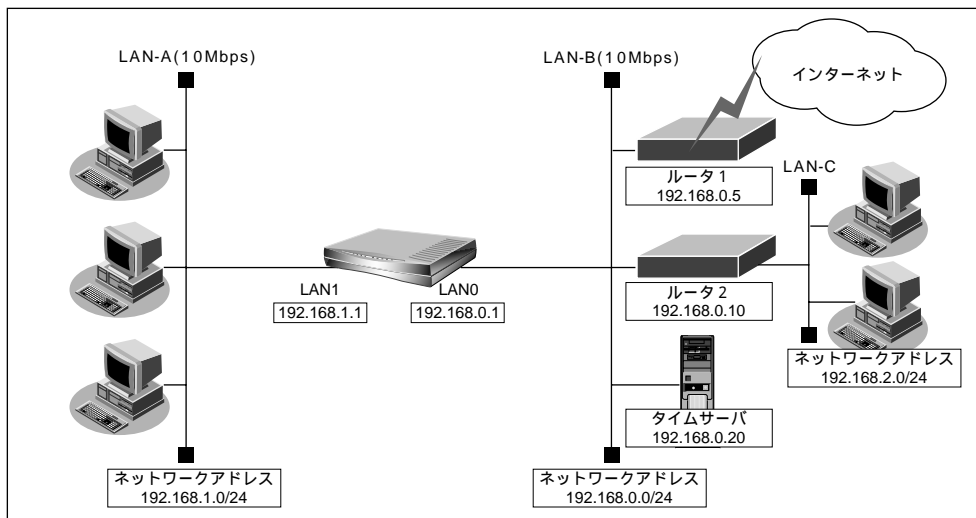 LAN-A(10Mbps)
LAN-B(10Mbps)
インターネット
ルータ1
192.168.0.5
LAN-C
LAN1
192.168.1.1
LAN0
192.168.0.1
ルータ2
192.168.0.10
ネットワークアドレス
192.168.2.0/24
タイムサーバ
192.168.0.20
ネットワークアドレス
192.168.1.0/24
ネットワークアドレス
192.168.0.0/24